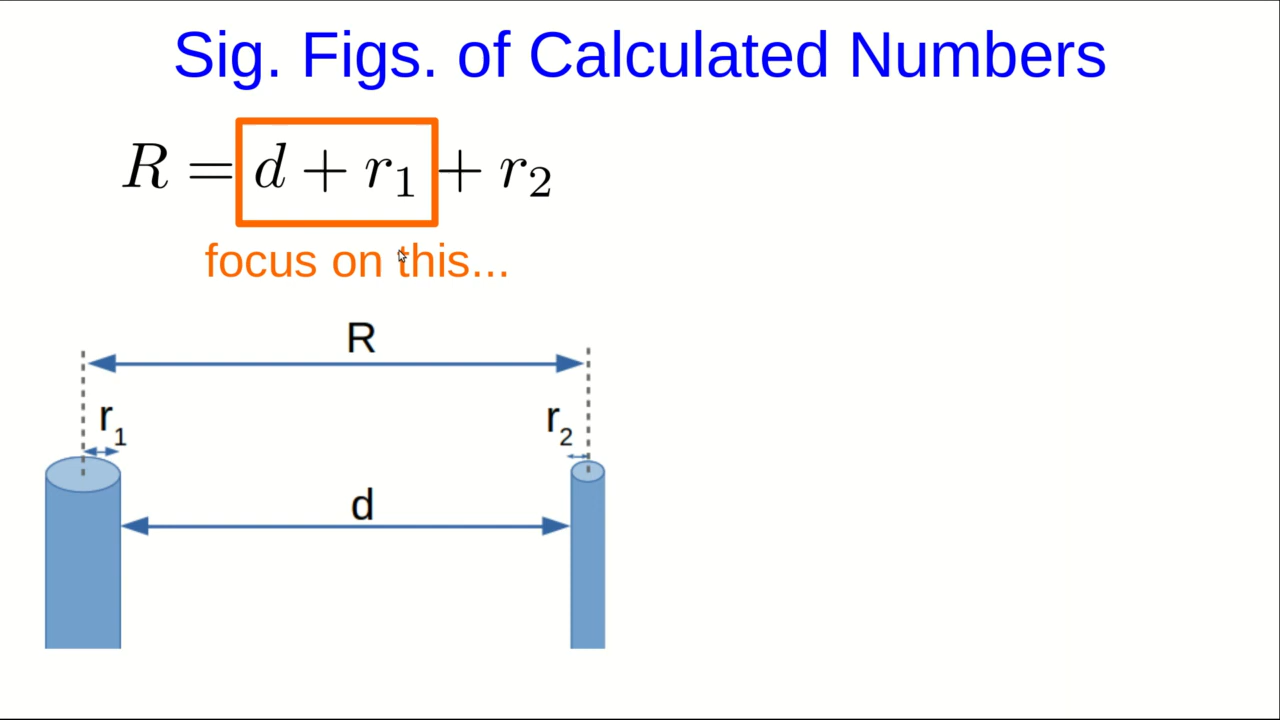 Sig. Figs. of Calculated Numbers
R = d + r₁ + r₂
focus on this...
R
r₁
r₂
d